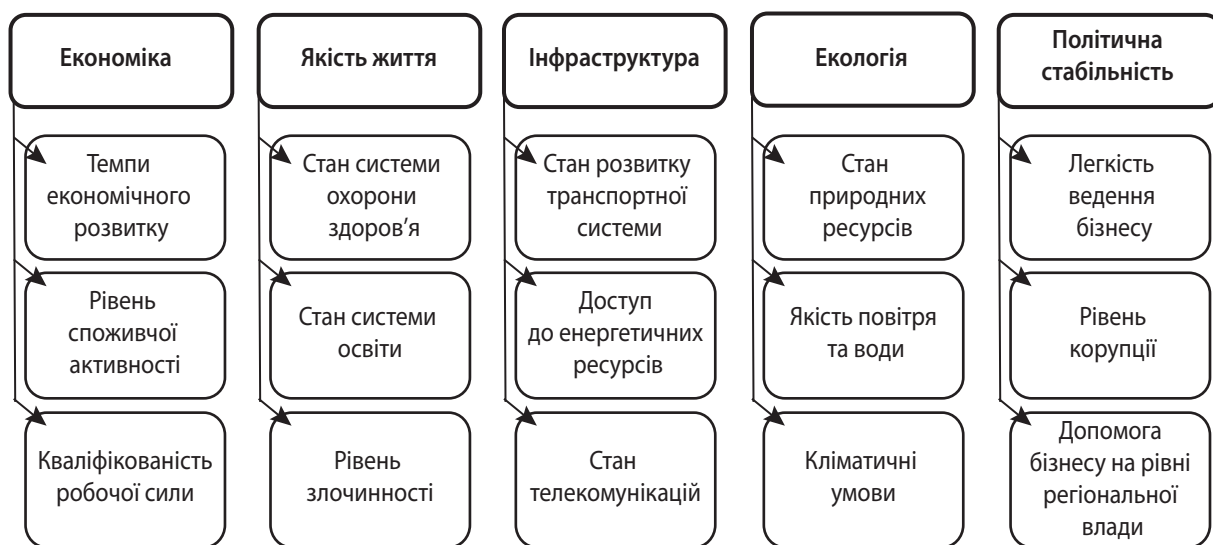 Економіка
Темпи
економічного
розвитку
Рівень
споживчої
активності
Кваліфікованість
робочої сили
Якість життя
Стан системи
охорони
здоров’я
Стан системи
освіти
Рівень
злочинності
Інфраструктура
Стан розвитку
транспортної
системи
Доступ
до енергетичних
ресурсів
Стан
телекомунікацій
Екологія
Стан
природних
ресурсів
Якість повітря
та води
Кліматичні
умови
Політична
стабільність
Легкість
ведення
бізнесу
Рівень
корупції
Допомога
бізнесу на рівні
регіональної
влади